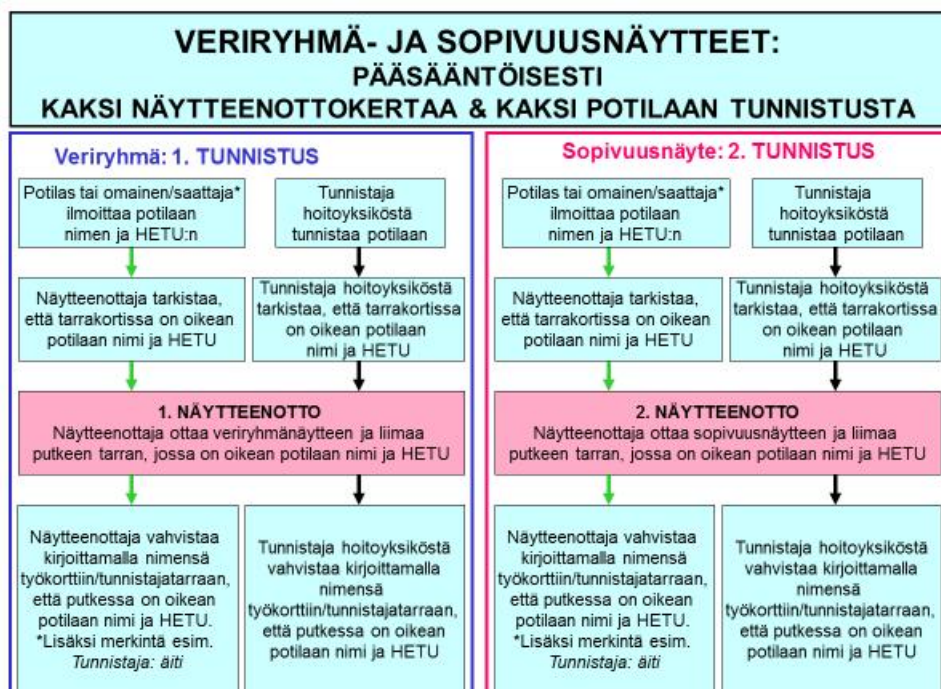 VERIRYHMÄ- JA SOPIVUUSNÄYTTEET:
PÄÄSÄÄNTÖISESTI
KAKSI NÄYTTEENOTTOKERTAA & KAKSI POTILAAN TUNNISTUSTA
Veriryhmä: 1. TUNNISTUS
Potilas tai omainen/saattaja*
ilmoittaa potilaan
nimen ja HETU:n
Tunnistaja
hoitoyksiköstä
tunnistaa potilaan
Näytteenottaja tarkistaa,
että tarrakortissa on oikean
potilaan nimi ja HETU
Tunnistaja hoitoyksiköstä
tarkistaa, että tarrakortissa
on oikean potilaan
nimi ja HETU
1. NÄYTTEENOTTO
Näytteenottaja ottaa veriryhmänäytteen ja liimaa
putkeen tarran, jossa on oikean potilaan nimi ja HETU
Näytteenottaja vahvistaa
kirjoittamalla nimensä
työkorttiin/tunnistajatarraan,
että putkessa on oikean
potilaan nimi ja HETU.
*Lisäksi merkintä esim.
Tunnistaja: äiti
Tunnistaja hoitoyksiköstä
vahvistaa kirjoittamalla
nimensä
työkorttiin/tunnistajatarraan,
että putkessa on oikean
potilaan nimi ja HETU
Sopivuusnäyte: 2. TUNNISTUS
Potilas tai omainen/saattaja*
ilmoittaa potilaan
nimen ja HETU:n
Tunnistaja
hoitoyksiköstä
tunnistaa potilaan
Näytteenottaja tarkistaa,
että tarrakortissa on oikean
potilaan nimi ja HETU
Tunnistaja hoitoyksiköstä
tarkistaa, että tarrakortissa
on oikean potilaan
nimi ja HETU
2. NÄYTTEENOTTO
Näytteenottaja ottaa sopivuusnäytteen ja liimaa
putkeen tarran, jossa on oikean potilaan nimi ja HETU
Näytteenottaja vahvistaa
kirjoittamalla nimensä
työkorttiin/tunnistajatarraan,
että putkessa on oikean
potilaan nimi ja HETU.
*Lisäksi merkintä esim.
Tunnistaja: äiti
Tunnistaja hoitoyksiköstä
vahvistaa kirjoittamalla
nimensä
työkorttiin/tunnistajatarraan,
että putkessa on oikean
potilaan nimi ja HETU